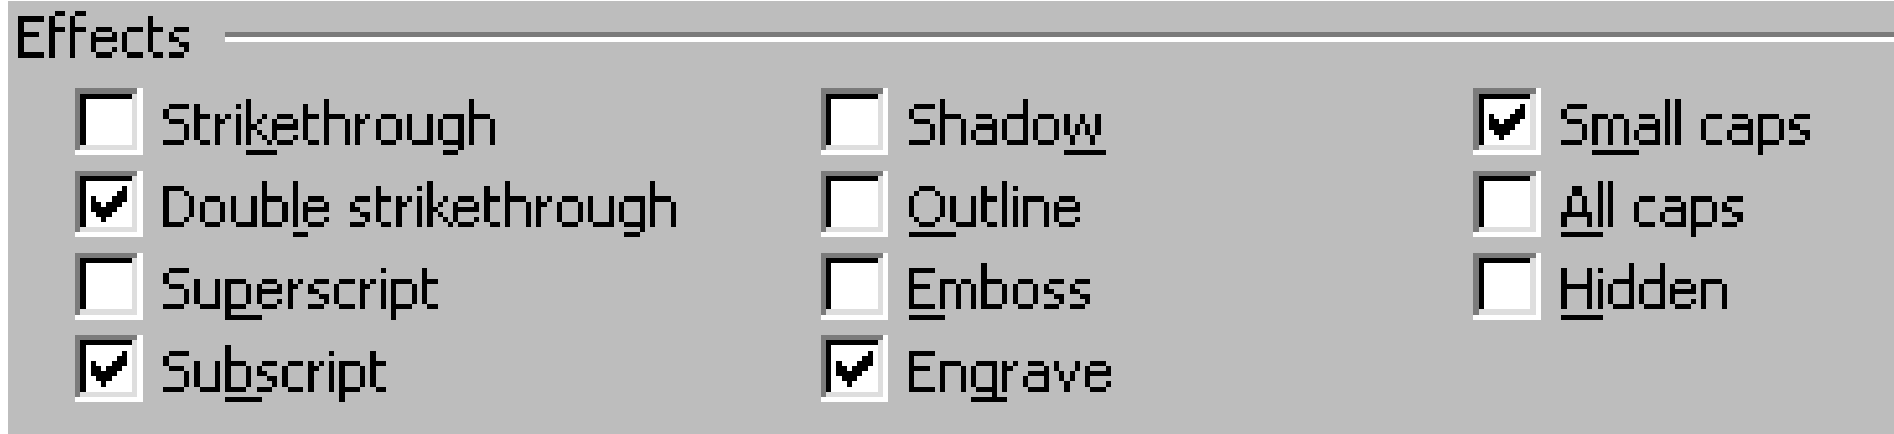 Effects
Strikethrough Shadow Small caps
Double strikethrough Outline All caps
Superscript Emboss Hidden
Subscript Engrave